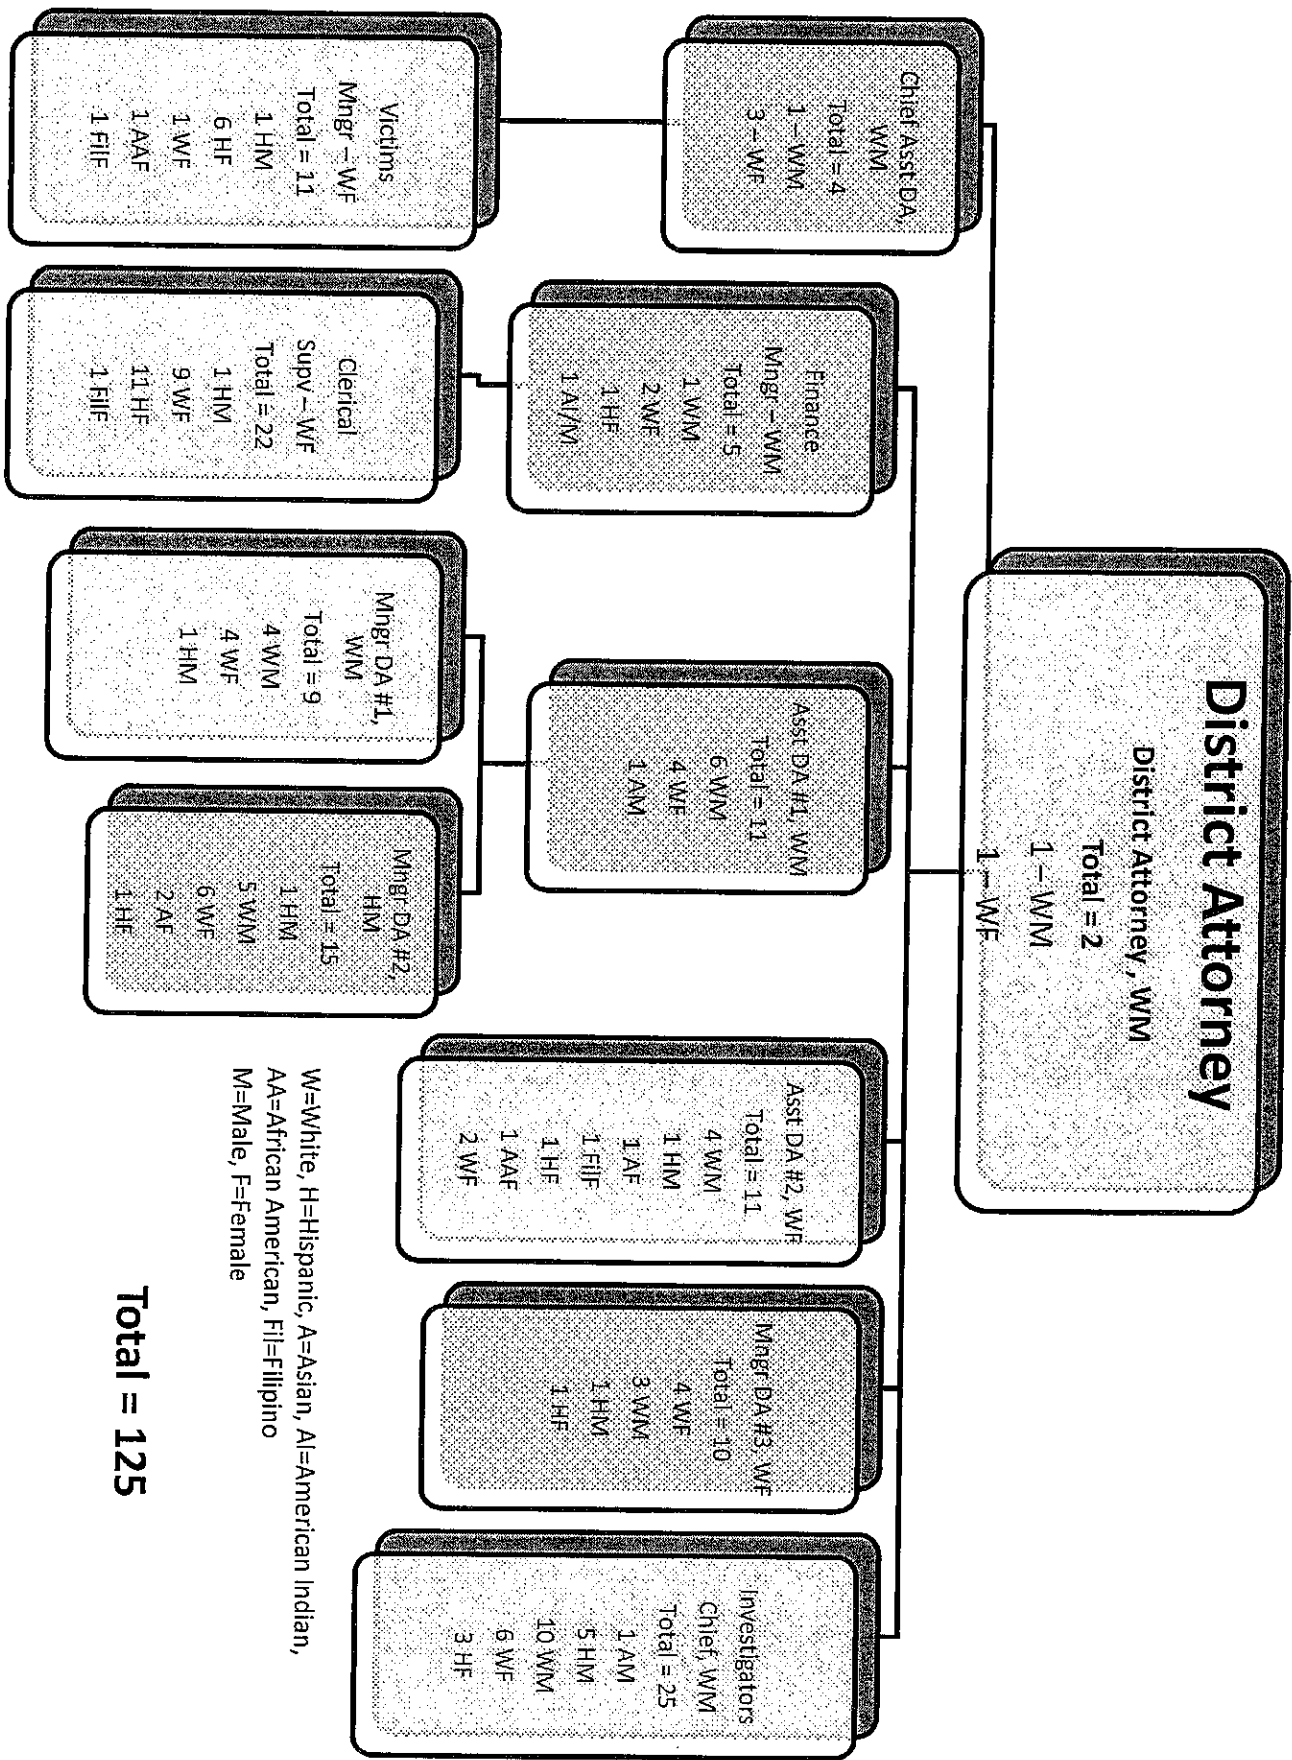 District Attorney
District Attorney , WM
Total = 2
1 – WM
1 – WF
Chief Asst DA,
WM
Total = 4
1 – WM
3 – WF
Victims
Mngr – WF
Total = 11
1 HM
6 HF
1 WF
1 AAF
1 FilF
Finance
Mngr – WM
Total = 5
1 WM
2 WF
1 HF
1 AI/M
Clerical
Supv – WF
Total = 22
1 HM
9 WF
11 HF
1 FilF
Asst DA #1, WM
Total = 11
6 WM
4 WF
1 AM
Mngr DA #1,
WM
Total = 9
4 WM
4 WF
1 HM
Mngr DA #2,
HM
Total = 15
1 HM
5 WM
6 WF
2 AF
1 HF
Asst DA #2, WF
Total = 11
4 WM
1 HM
1 AF
1 FilF
1 HF
1 AAF
2 WF
Mngr DA #3, WF
Total = 10
4 WF
3 WM
1 HM
1 HF
Investigators
Chief, WM
Total = 25
1 AM
5 HM
10 WM
6 WF
3 HF
W=White, H=Hispanic, A=Asian, AI=American Indian,
AA=African American, Fil=Filipino
M=Male, F=Female
Total = 125